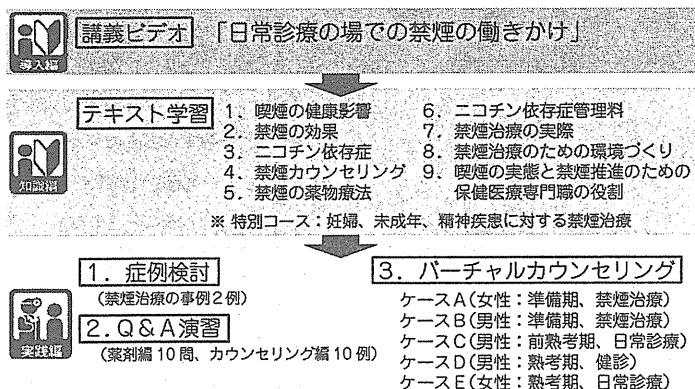 講義ビデオ 「日常診療の場での禁煙の働きかけ」
導入編
テキスト学習
1. 喫煙の健康影響
2. 禁煙の効果
3. ニコチン依存症
4. 禁煙カウンセリング
5. 禁煙の薬物療法
6. ニコチン依存症管理料
7. 禁煙治療の実際
8. 禁煙治療のための環境づくり
9. 喫煙の実態と禁煙推進のための
保健医療専門職の役割
※ 特別コース:妊婦、未成年、精神疾患に対する禁煙治療
知識編
1. 症例検討
(禁煙治療の事例2例)
2.Q&A演習
(薬剤編10問、カウンセリング編10例)
実践編
3. バーチャルカウンセリング
ケースA(女性:準備期、禁煙治療)
ケースB(男性:準備期、禁煙治療)
ケースC(男性:前熟考期、日常診療)
ケースD(男性:熟考期、健診)
ケースE(女性:熟考期、日常診療)